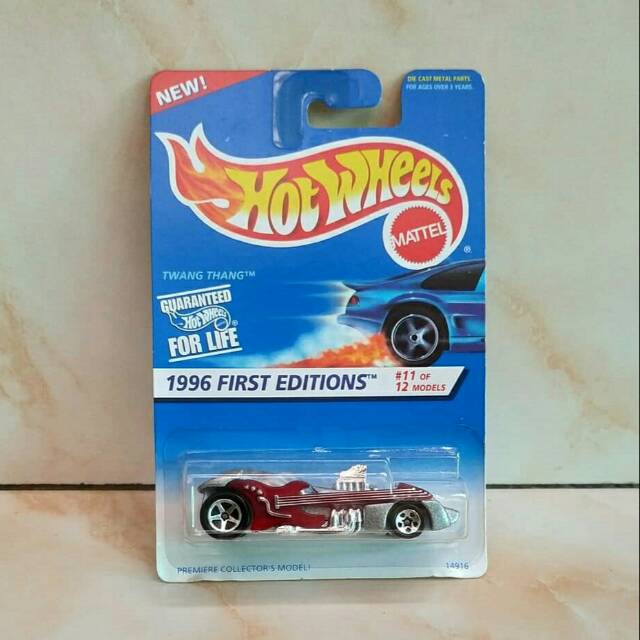 NEW!
DIE CAST METAL PARTS.
FOR AGES OVER 3 YEARS.
HOT WHEELS
MATTEL
®
TWANG THANG™
GUARANTEED
Hot Wheels®
FOR LIFE
1996 FIRST EDITIONS™
#11 OF
12 MODELS
PREMIERE COLLECTOR'S MODEL!
14916